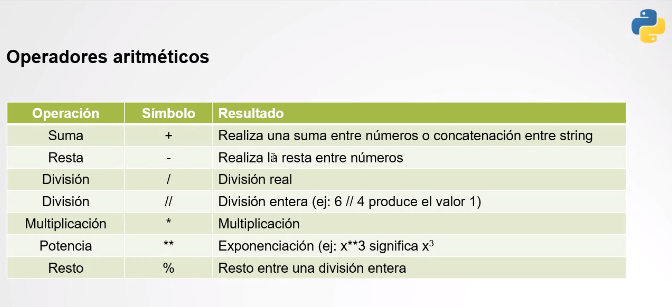 Operadores aritméticos
Operación Símbolo Resultado
Suma + Realiza una suma entre números o concatenación entre string
Resta - Realiza la resta entre números
División / División real
División // División entera (ej: 6 // 4 produce el valor 1)
Multiplicación * Multiplicación
Potencia ** Exponenciación (ej: x**3 significa x³
Resto % Resto entre una división entera